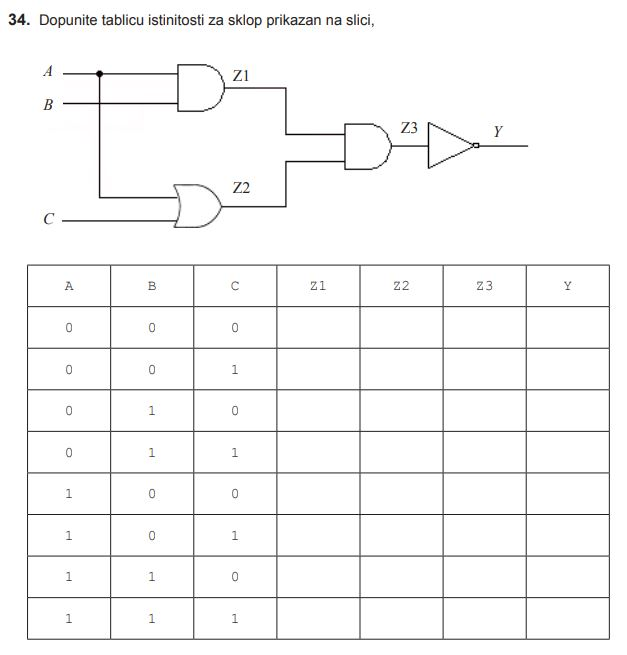 34. Dopunite tablicu istinitosti za sklop prikazan na slici,
A
Z1
B
Z3
Y
Z2
C
A B C Z1 Z2 Z3 Y
0 0 0
0 0 1
0 1 0
0 1 1
1 0 0
1 0 1
1 1 0
1 1 1